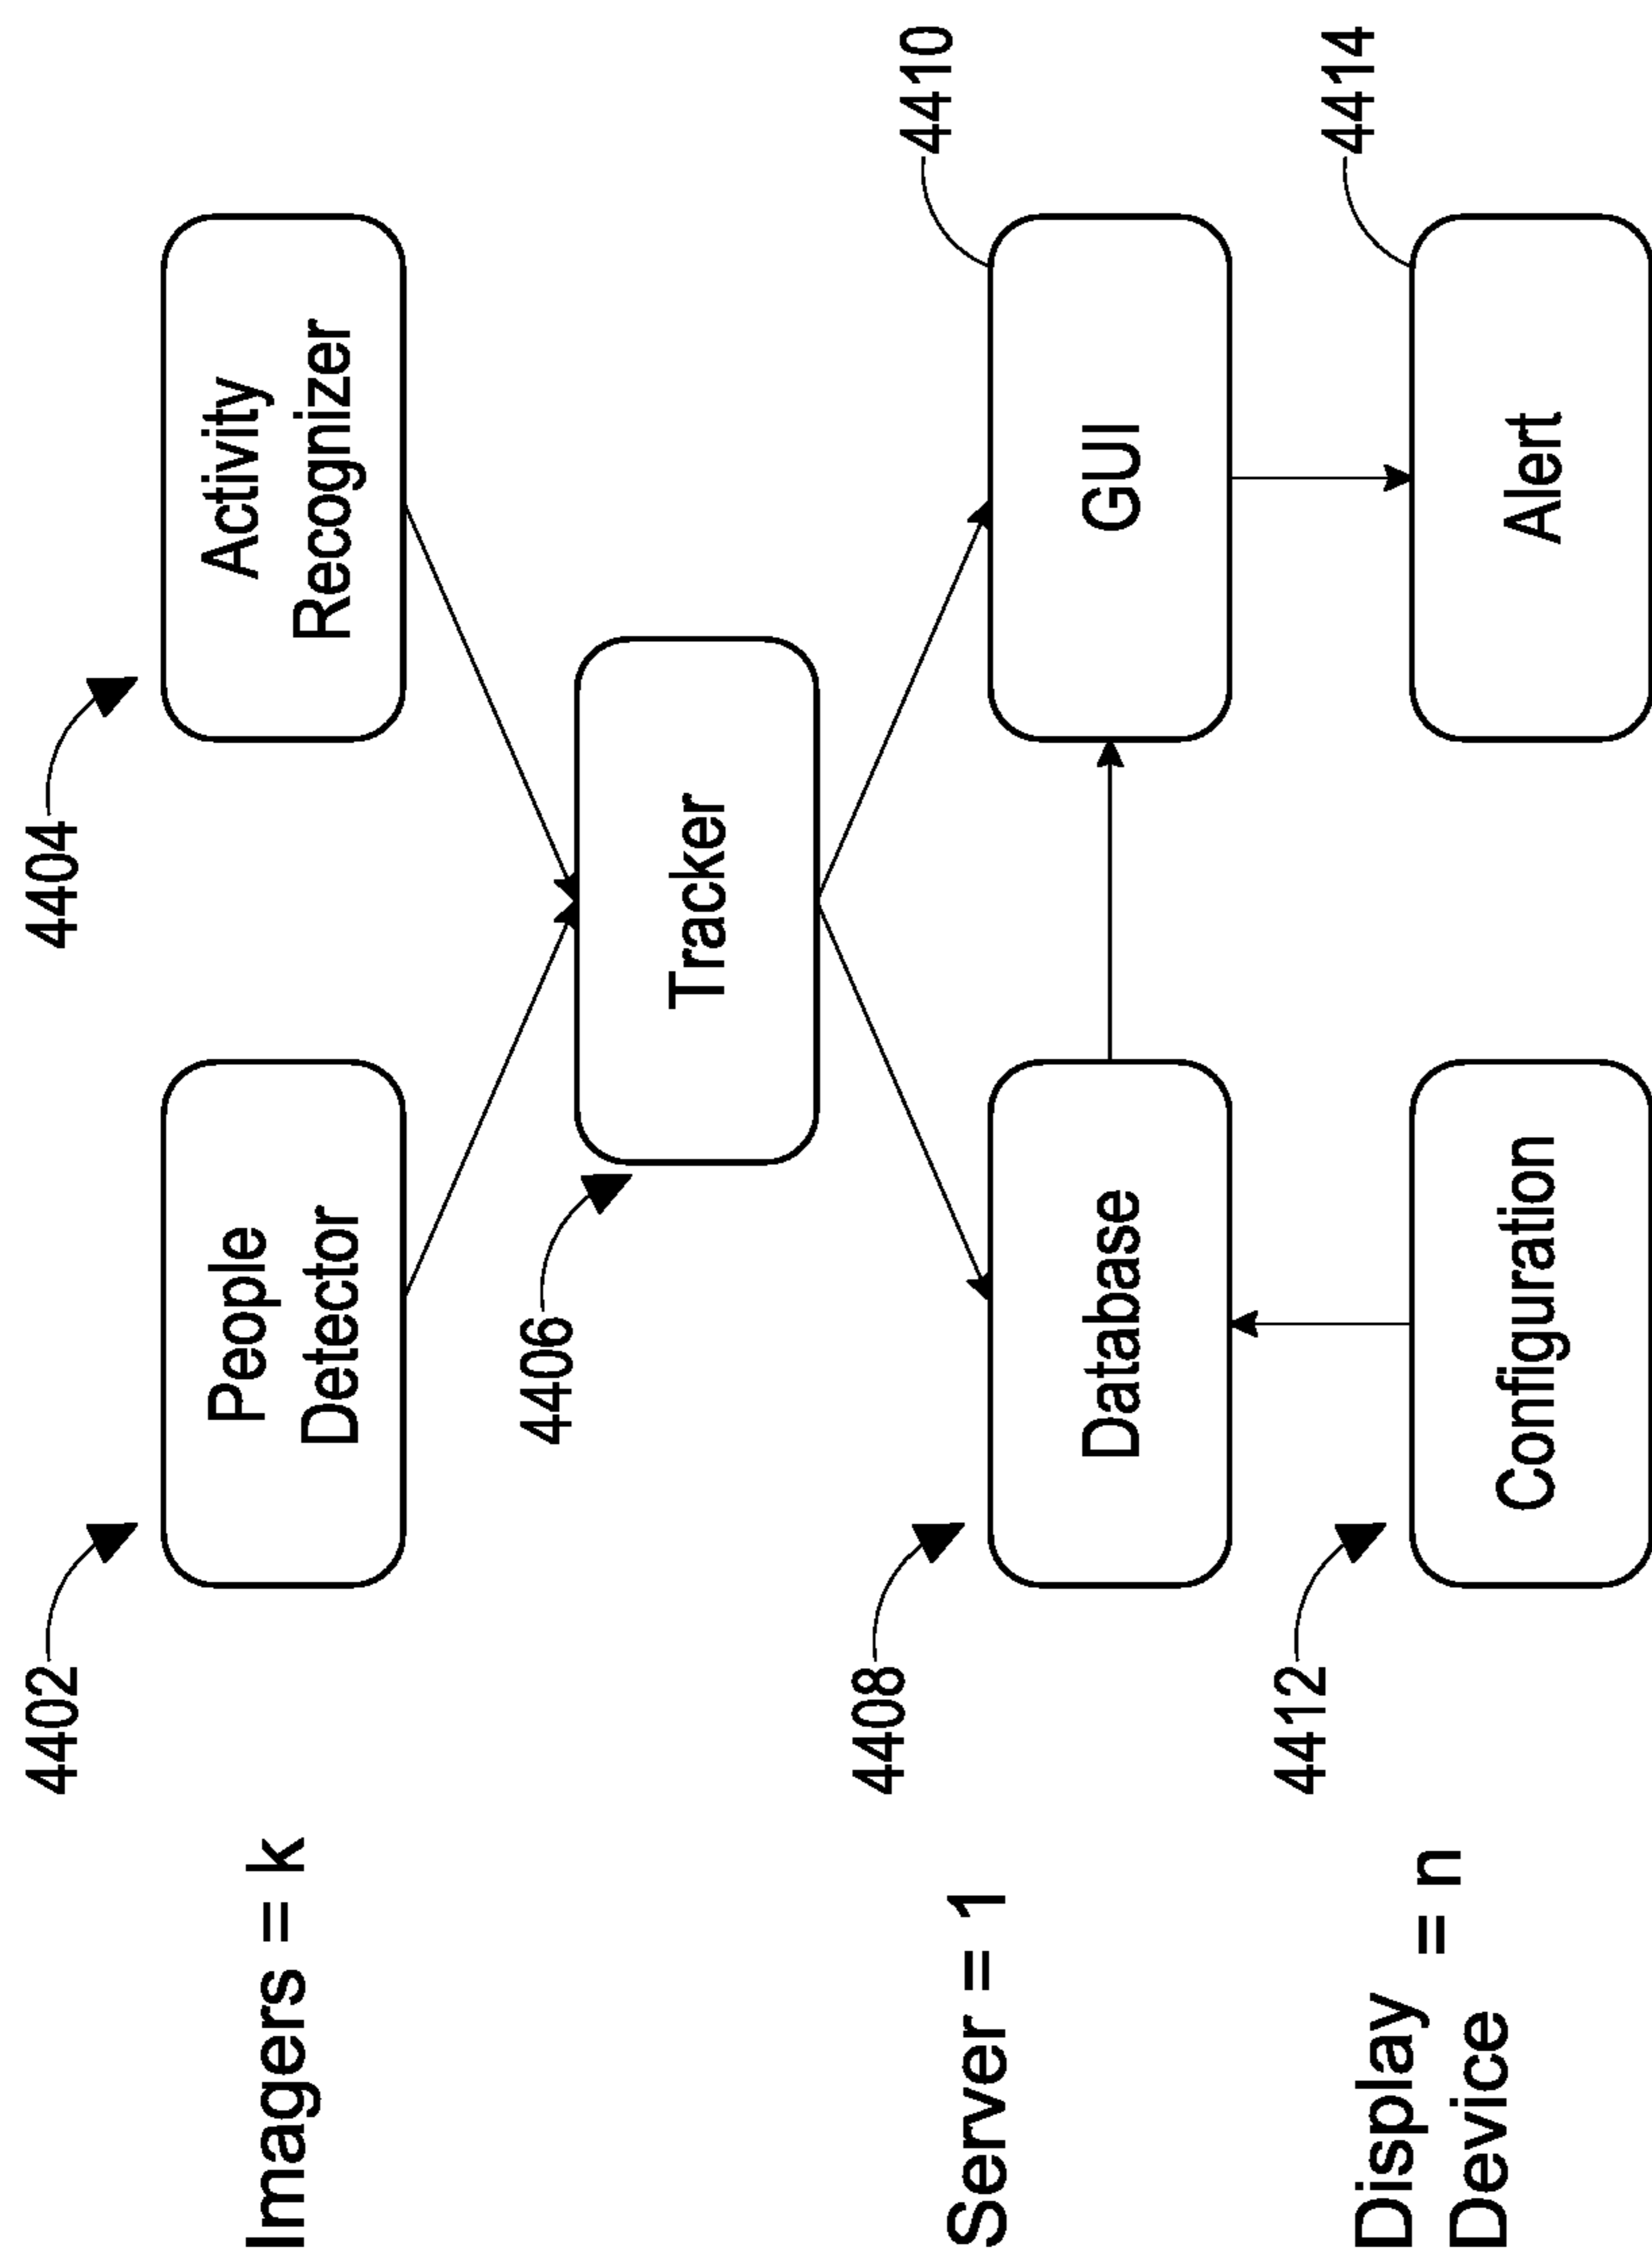 4402
4404
People
Detector
Activity
Recognizer
Imagers = k
4406
Tracker
4408
4410
Database
GUI
Server = 1
4412
4414
Configuration
Alert
Display
Device
= n